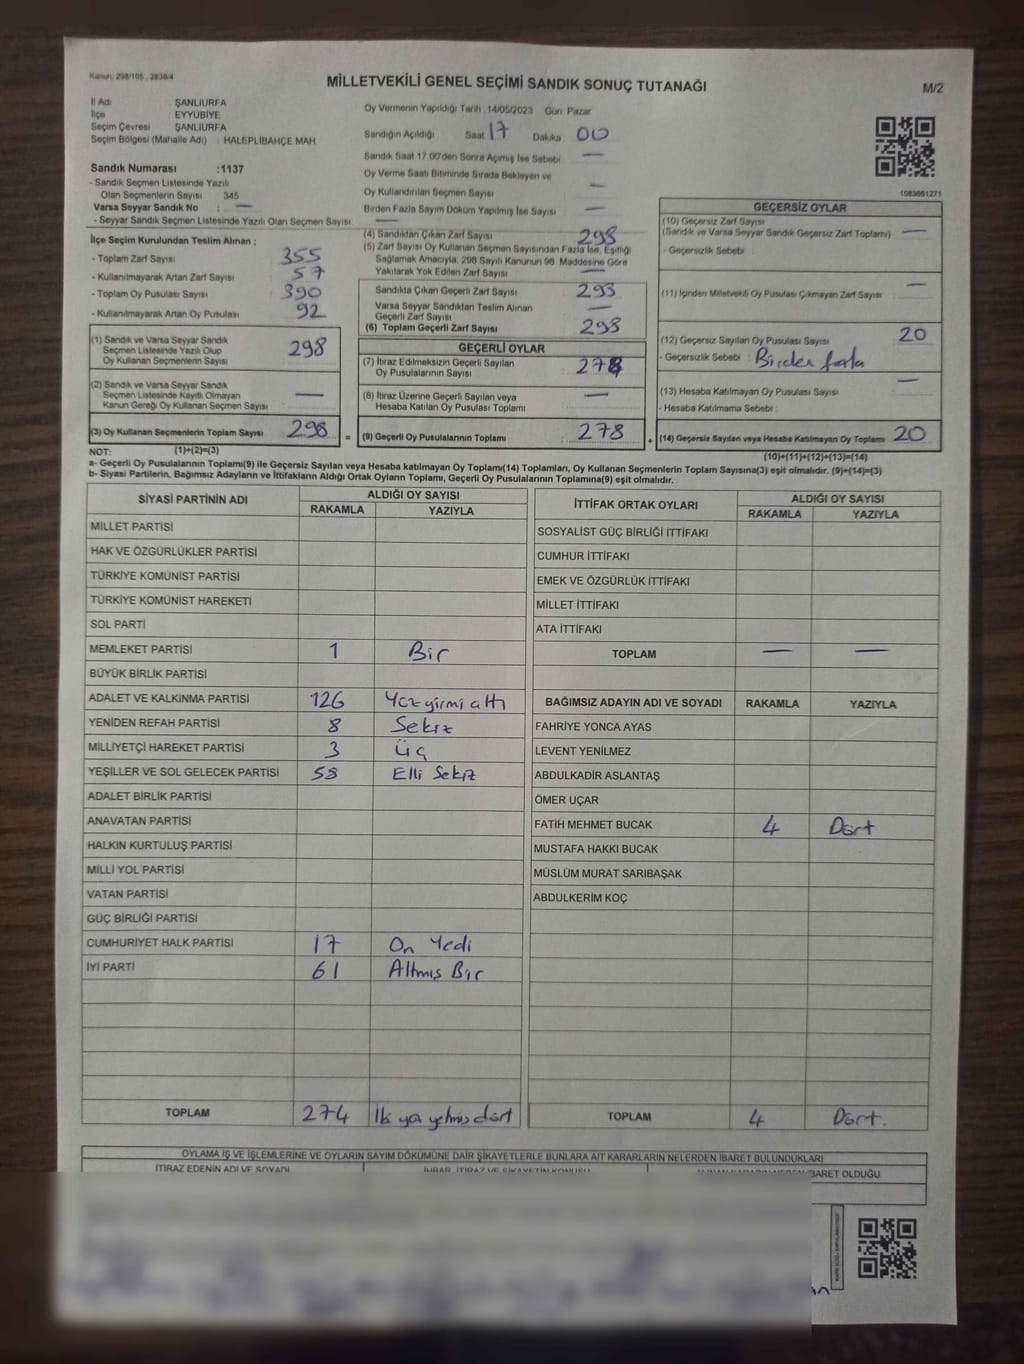 Kanun, 298/105 , 2839/4
MİLLETVEKİLİ GENEL SEÇİMİ SANDIK SONUÇ TUTANAĞI
M/2
İl Adı : ŞANLIURFA
İlçe : EYYÜBİYE
Seçim Çevresi : ŞANLIURFA
Seçim Bölgesi (Mahalle Adı) : HALEPLİBAHÇE MAH
Sandık Numarası :1137
- Sandık Seçmen Listesinde Yazılı
Olan Seçmenlerin Sayısı 345
Varsa Seyyar Sandık No : —
- Seyyar Sandık Seçmen Listesinde Yazılı Olan Seçmen Sayısı: —
Oy Vermenin Yapıldığı Tarih 14/05/2023 Gün Pazar
Sandığın Açıldığı Saat 17 Dakika 00
Sandık Saat 17:00'den Sonra Açımış İse Sebebi —
Oy Verme Saati Bitiminde Sırada Bekleyen ve
Oy Kullandırılan Seçmen Sayısı —
Birden Fazla Sayım Döküm Yapılmış İse Sayısı —
1083651271
İlçe Seçim Kurulundan Teslim Alınan ;
- Toplam Zarf Sayısı 355
- Kullanılmayarak Artan Zarf Sayısı 57
- Toplam Oy Pusulası Sayısı 390
- Kullanılmayarak Artan Oy Pusulası 92
(4) Sandıktan Çıkan Zarf Sayısı 298
(5) Zarf Sayısı Oy Kullanan Seçmen Sayısından Fazla İse, Eşitliği
Sağlamak Amacıyla, 298 Sayılı Kanunun 98. Maddesine Göre
Yakılarak Yok Edilen Zarf Sayısı —
Sandıkta Çıkan Geçerli Zarf Sayısı 298
Varsa Seyyar Sandıktan Teslim Alınan
Geçerli Zarf Sayısı —
(6) Toplam Geçerli Zarf Sayısı 298
GEÇERSİZ OYLAR
(10) Geçersiz Zarf Sayısı
(Sandık ve Varsa Seyyar Sandık Geçersiz Zarf Toplamı) —
- Geçersizlik Sebebi
(11) İçinden Milletvekili Oy Pusulası Çıkmayan Zarf Sayısı —
(12) Geçersiz Sayılan Oy Pusulası Sayısı 20
- Geçersizlik Sebebi : Birden fazla
(13) Hesaba Katılmayan Oy Pusulası Sayısı —
- Hesaba Katılmama Sebebi :
(14) Geçersiz Sayılan veya Hesaba Katılmayan Oy Toplamı 20
(10)+(11)+(12)+(13)=(14)
(1) Sandık ve Varsa Seyyar Sandık
Seçmen Listesinde Yazılı Olup
Oy Kullanan Seçmenlerin Sayısı 298
(2) Sandık ve Varsa Seyyar Sandık
Seçmen Listesinde Kayıtlı Olmayan
Kanun Gereği Oy Kullanan Seçmen Sayısı —
(3) Oy Kullanan Seçmenlerin Toplam Sayısı 298 =
(1)+(2)=(3)
GEÇERLİ OYLAR
(7) İtiraz Edilmeksizin Geçerli Sayılan
Oy Pusulalarının Sayısı 278
(8) İtiraz Üzerine Geçerli Sayılan veya
Hesaba Katılan Oy Pusulası Toplamı —
(9) Geçerli Oy Pusulalarının Toplamı : 278 +
NOT:
a- Geçerli Oy Pusulaları Toplamı(9) ile Geçersiz Sayılan veya Hesaba katılmayan Oy Toplamı(14) Toplamları, Oy Kullanan Seçmenlerin Toplam Sayısına(3) eşit olmalıdır. (9)+(14)=(3)
b- Siyasi Partilerin, Bağımsız Adayların ve İttifakların Aldığı Ortak Oyların Toplamı, Geçerli Oy Pusulalarının Toplamına(9) eşit olmalıdır.
SİYASİ PARTİNİN ADI ALDIĞI OY SAYISI
RAKAMLA YAZIYLA
MİLLET PARTİSİ
HAK VE ÖZGÜRLÜKLER PARTİSİ
TÜRKİYE KOMÜNİST PARTİSİ
TÜRKİYE KOMÜNİST HAREKETİ
SOL PARTİ
MEMLEKET PARTİSİ 1 Bir
BÜYÜK BİRLİK PARTİSİ
ADALET VE KALKINMA PARTİSİ 126 Yüzyirmi altı
YENİDEN REFAH PARTİSİ 8 Sekiz
MİLLİYETÇİ HAREKET PARTİSİ 3 Üç
YEŞİLLER VE SOL GELECEK PARTİSİ 58 Elli Sekiz
ADALET BİRLİK PARTİSİ
ANAVATAN PARTİSİ
HALKIN KURTULUŞ PARTİSİ
MİLLİ YOL PARTİSİ
VATAN PARTİSİ
GÜÇ BİRLİĞİ PARTİSİ
CUMHURİYET HALK PARTİSİ 17 On Yedi
İYİ PARTİ 61 Altmış Bir
TOPLAM 274 İki yüz yetmiş dört
İTTİFAK ORTAK OYLARI ALDIĞI OY SAYISI
RAKAMLA YAZIYLA
SOSYALİST GÜÇ BİRLİĞİ İTTİFAKI
CUMHUR İTTİFAKI
EMEK VE ÖZGÜRLÜK İTTİFAKI
MİLLET İTTİFAKI
ATA İTTİFAKI
TOPLAM — —
BAĞIMSIZ ADAYIN ADI VE SOYADI RAKAMLA YAZIYLA
FAHRİYE YONCA AYAS
LEVENT YENİLMEZ
ABDULKADİR ASLANTAŞ
ÖMER UÇAR
FATİH MEHMET BUCAK 4 Dört
MUSTAFA HAKKI BUCAK
MÜSLÜM MURAT SARIBAŞAK
ABDULKERİM KOÇ
TOPLAM 4 Dört.
OYLAMA İŞ VE İŞLEMLERİNE VE OYLARIN SAYIM DÖKÜMÜNE DAİR ŞİKAYETLERLE BUNLARA AİT KARARLARIN NELERDEN İBARET BULUNDUKLARI
İTİRAZ EDENİN ADI VE SOYADI
İBARET OLDUĞU